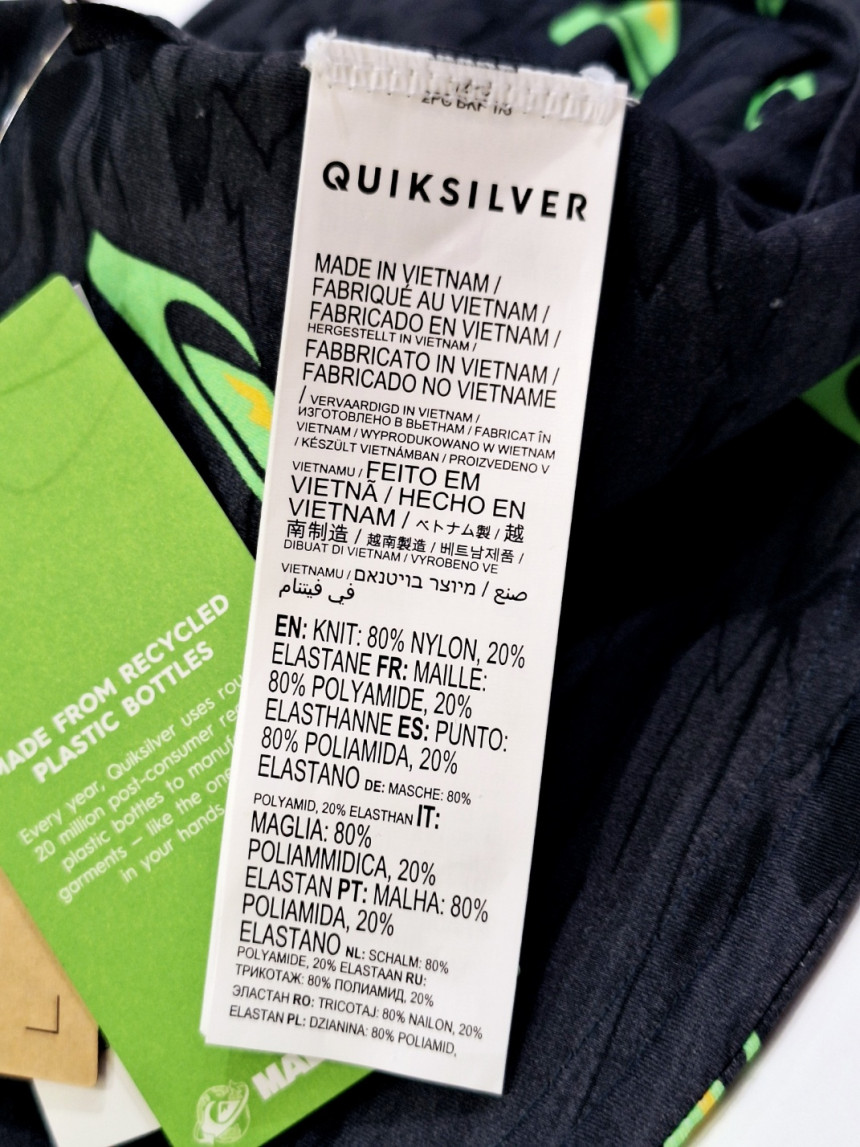 QUIKSILVER
MADE IN VIETNAM /
FABRIQUÉ AU VIETNAM /
FABRICADO EN VIETNAM /
HERGESTELLT IN VIETNAM /
FABBRICATO IN VIETNAM /
FABRICADO NO VIETNAME
/ VERVAARDIGD IN VIETNAM /
ИЗГОТОВЛЕНО В ВЬЕТНАМ / FABRICAT ÎN
VIETNAM / WYPRODUKOWANO W WIETNAM
/ KÉSZÜLT VIETNÁMBAN / PROIZVEDENO V
VIETNAMU / FEITO EM
VIETNÃ / HECHO EN
VIETNAM / ベトナム製 / 越
南制造 / 越南製造 / 베트남제품 /
DIBUAT DI VIETNAM / VYROBENO VE
VIETNAMU / מיוצר בויטנאם / صنع
في فيتنام
EN: KNIT: 80% NYLON, 20%
ELASTANE FR: MAILLE:
80% POLYAMIDE, 20%
ELASTHANNE ES: PUNTO:
80% POLIAMIDA, 20%
ELASTANO DE: MASCHE: 80%
POLYAMID, 20% ELASTHAN IT:
MAGLIA: 80%
POLIAMMIDICA, 20%
ELASTAN PT: MALHA: 80%
POLIAMIDA, 20%
ELASTANO NL: SCHALM: 80%
POLYAMIDE, 20% ELASTAAN RU:
ТРИКОТАЖ: 80% ПОЛИАМИД, 20%
ЭЛАСТАН RO: TRICOTAJ: 80% NAILON, 20%
ELASTAN PL: DZIANINA: 80% POLIAMID,
MADE FROM RECYCLED
PLASTIC BOTTLES
Every year, Quiksilver uses
20 million post-consumer
plastic bottles to
garments – like the
in your hands